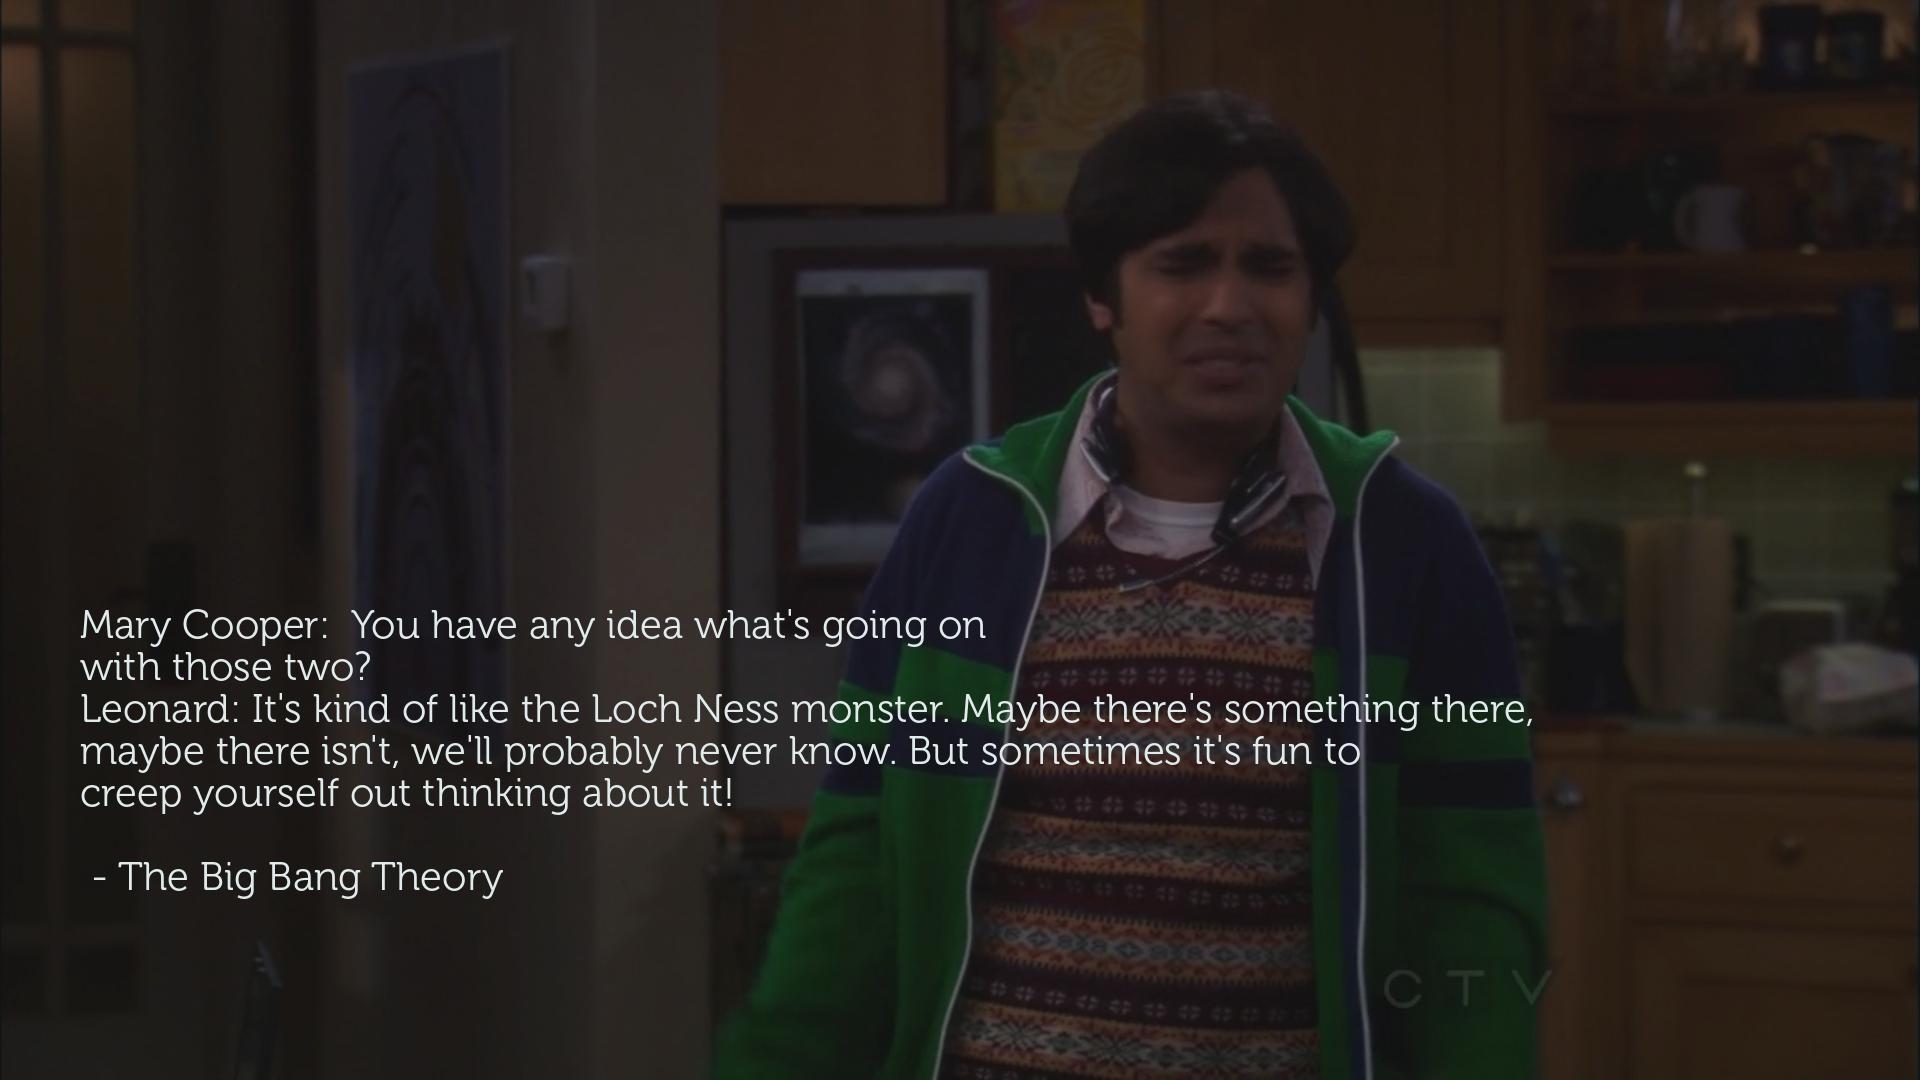 Mary Cooper:  You have any idea what's going on
with those two?
Leonard: It's kind of like the Loch Ness monster. Maybe there's something there,
maybe there isn't, we'll probably never know. But sometimes it's fun to
creep yourself out thinking about it!
- The Big Bang Theory
CTV